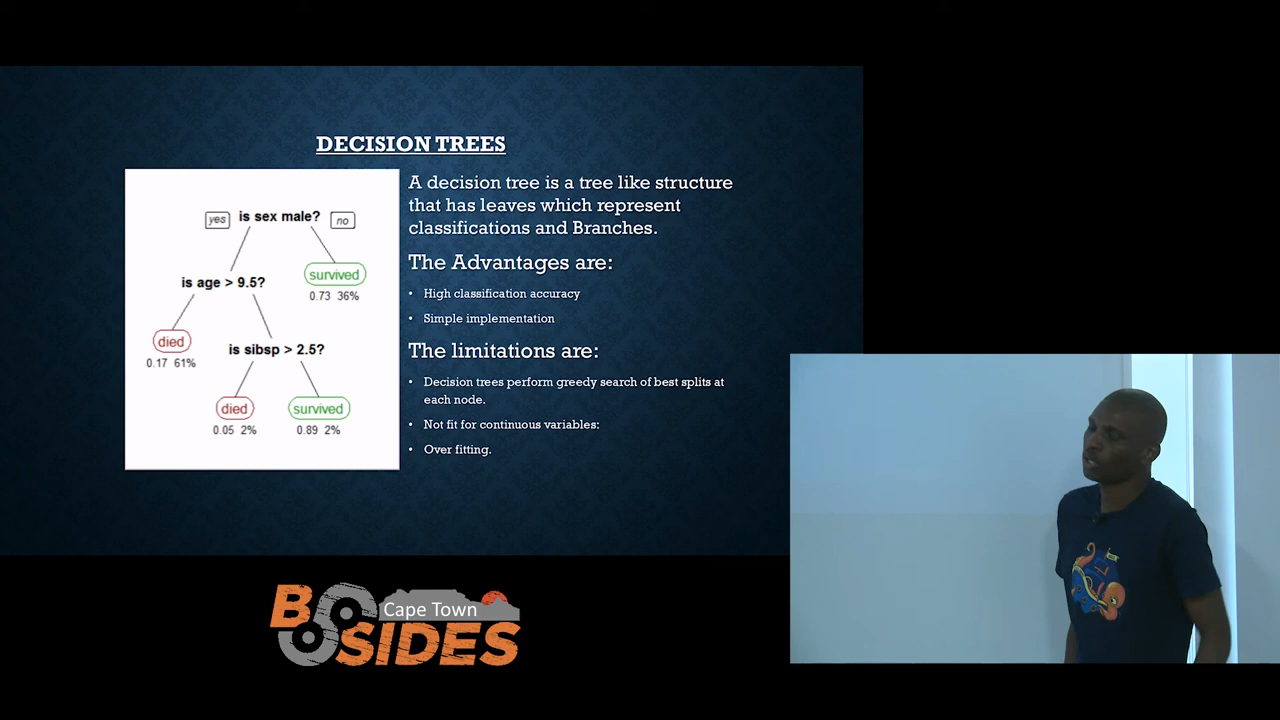 DECISION TREES
yes
is sex male?
no
is age > 9.5?
survived
0.73 36%
died
0.17 61%
is sibsp > 2.5?
died
0.05 2%
survived
0.89 2%
A decision tree is a tree like structure
that has leaves which represent
classifications and Branches.
The Advantages are:
• High classification accuracy
• Simple implementation
The limitations are:
• Decision trees perform greedy search of best splits at
each node.
• Not fit for continuous variables:
• Over fitting.
B
Cape Town
SIDES